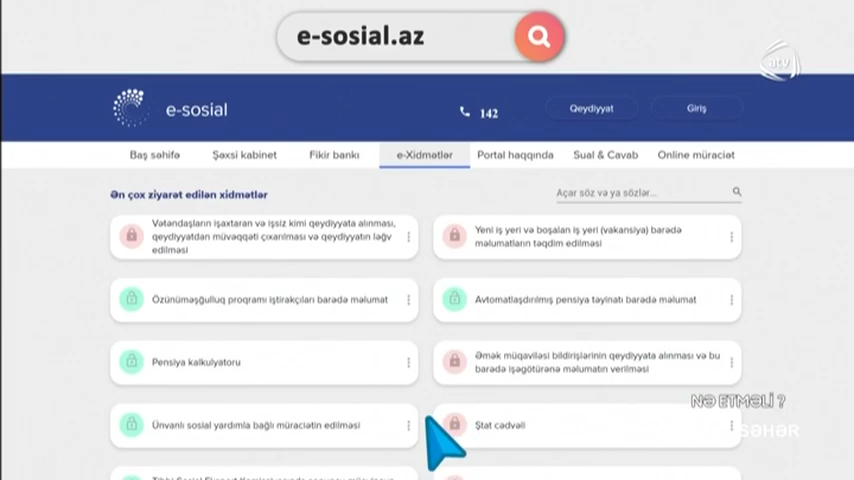 e-sosial.az
atv
e-sosial
142
Qeydiyyat
Giriş
Baş səhifə
Şəxsi kabinet
Fikir bankı
e-Xidmətlər
Portal haqqında
Sual & Cavab
Online müraciət
Ən çox ziyarət edilən xidmətlər
Açar söz və ya sözlər...
Vətəndaşların işaxtaran və işsiz kimi qeydiyyata alınması,
qeydiyyatdan müvəqqəti çıxarılması və qeydiyyatın ləğv
edilməsi
Yeni iş yeri və boşalan iş yeri (vakansiya) barədə
məlumatların təqdim edilməsi
Özünüməşğulluq proqramı iştirakçıları barədə məlumat
Avtomatlaşdırılmış pensiya təyinatı barədə məlumat
Pensiya kalkulyatoru
Əmək müqaviləsi bildirişlərinin qeydiyyata alınması və bu
barədə işəgötürənə məlumatın verilməsi
Ünvanlı sosial yardımla bağlı müraciətin edilməsi
Ştat cədvəli
NƏ ETMƏLİ ?
SƏHƏR